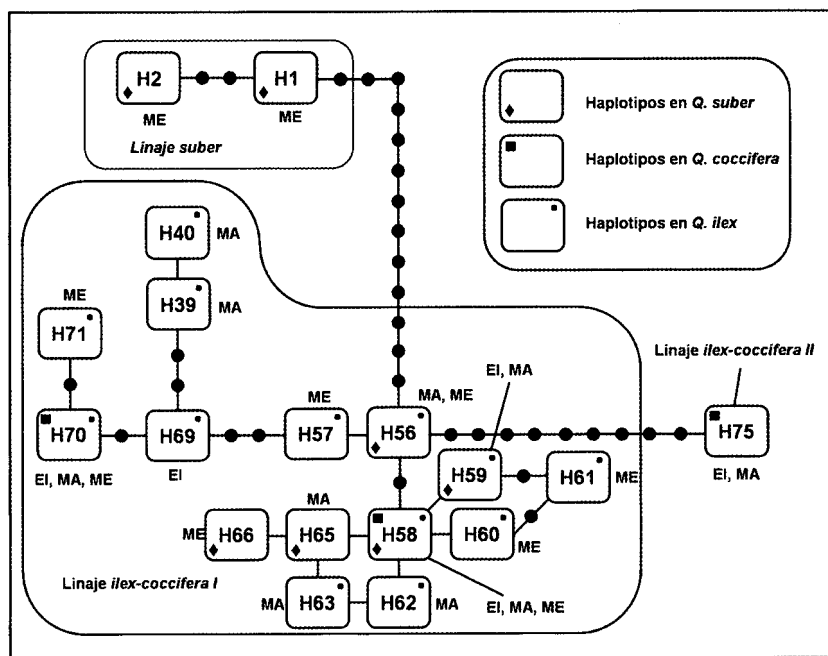 H2
H1
ME
ME
Linaje suber
Haplotipos en Q. suber
Haplotipos en Q. coccifera
Haplotipos en Q. ilex
H40
MA
H39
MA
ME
H71
H70
EI, MA, ME
H69
EI
ME
H57
MA, ME
H56
EI, MA
Linaje ilex-coccifera II
H75
EI, MA
H59
H61
ME
MA
ME
H66
H65
H58
H60
ME
Linaje ilex-coccifera I
MA
H63
H62
MA
EI, MA, ME